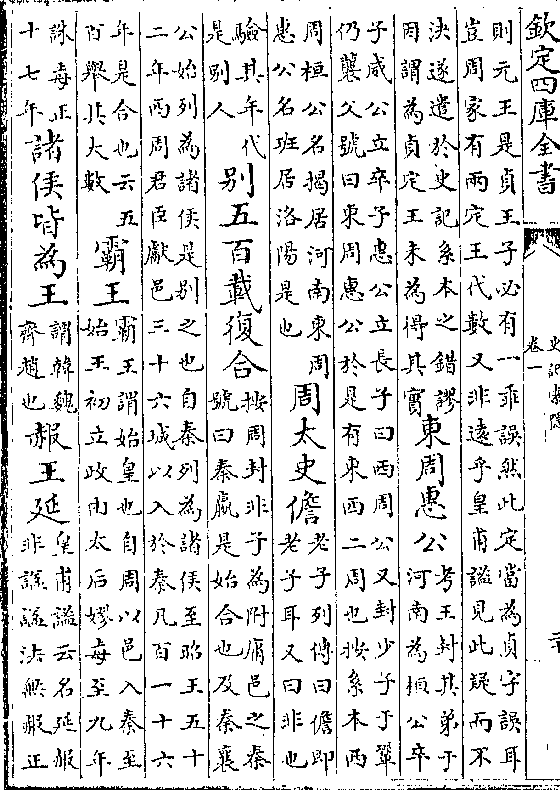 欽定四庫全書
史記索隱
卷一
則元王是貞王子必有一乖誤然此定當為貞字誤耳
豈周家有兩定王代數又非遠乎皇甫謐見此疑而不
決遂遣於史記系本之錯謬
因謂為貞定王未為得其實
東周惠公
考王封其弟于
河南為桓公卒
子威公立卒子惠公立長子曰西周公又封少子于鞏
仍襲父號曰東周惠公於是有東西二周也按系本西
周桓公名揭居河南東周
惠公名班居洛陽是也
周太史儋
老子列傳曰儋即
老子耳又曰非也
驗其年代
是別人
別五百載復合
按周封非子為附庸邑之秦
號曰秦嬴是始合也及秦襄
公始列為諸侯是別之也自秦列為諸侯至昭王五十
二年西周君臣獻邑三十六城以入於秦凡百一十六
年是合也云五
百舉其大數
霸王
霸王謂始皇也自周以邑入秦至
始王初立政由太后嫪毐至九年
誅毐正
十七年
諸侯皆為王
謂韓魏
齊趙也
赧王延
皇甫謐云名延赧
非謚謚法無赧正